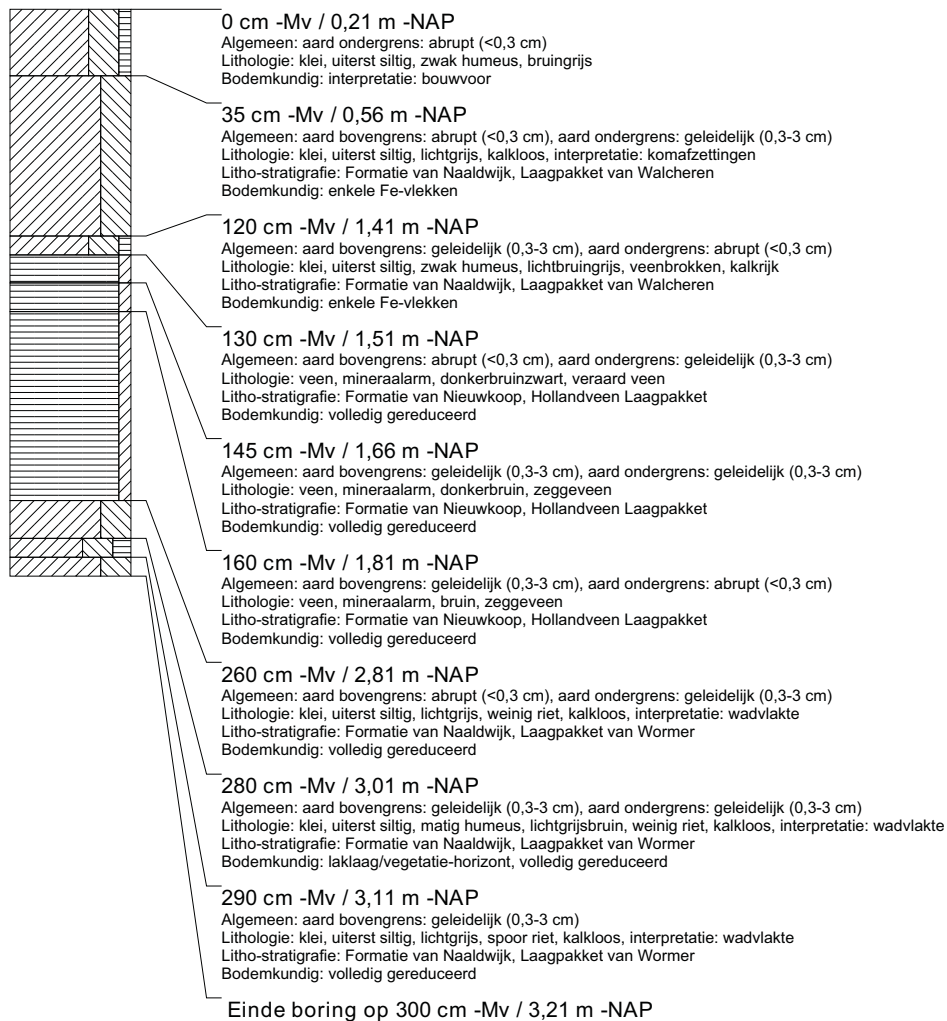 0 cm -Mv / 0,21 m -NAP
Algemeen: aard ondergrens: abrupt (<0,3 cm)
Lithologie: klei, uiterst siltig, zwak humeus, bruingrijs
Bodemkundig: interpretatie: bouwvoor
35 cm -Mv / 0,56 m -NAP
Algemeen: aard bovengrens: abrupt (<0,3 cm), aard ondergrens: geleidelijk (0,3-3 cm)
Lithologie: klei, uiterst siltig, lichtgrijs, kalkloos, interpretatie: komafzettingen
Litho-stratigrafie: Formatie van Naaldwijk, Laagpakket van Walcheren
Bodemkundig: enkele Fe-vlekken
120 cm -Mv / 1,41 m -NAP
Algemeen: aard bovengrens: geleidelijk (0,3-3 cm), aard ondergrens: abrupt (<0,3 cm)
Lithologie: klei, uiterst siltig, zwak humeus, lichtbruingrijs, veenbrokken, kalkrijk
Litho-stratigrafie: Formatie van Naaldwijk, Laagpakket van Walcheren
Bodemkundig: enkele Fe-vlekken
130 cm -Mv / 1,51 m -NAP
Algemeen: aard bovengrens: abrupt (<0,3 cm), aard ondergrens: geleidelijk (0,3-3 cm)
Lithologie: veen, mineraalarm, donkerbruinzwart, veraard veen
Litho-stratigrafie: Formatie van Nieuwkoop, Hollandveen Laagpakket
Bodemkundig: volledig gereduceerd
145 cm -Mv / 1,66 m -NAP
Algemeen: aard bovengrens: geleidelijk (0,3-3 cm), aard ondergrens: geleidelijk (0,3-3 cm)
Lithologie: veen, mineraalarm, donkerbruin, zeggeveen
Litho-stratigrafie: Formatie van Nieuwkoop, Hollandveen Laagpakket
Bodemkundig: volledig gereduceerd
160 cm -Mv / 1,81 m -NAP
Algemeen: aard bovengrens: geleidelijk (0,3-3 cm), aard ondergrens: abrupt (<0,3 cm)
Lithologie: veen, mineraalarm, bruin, zeggeveen
Litho-stratigrafie: Formatie van Nieuwkoop, Hollandveen Laagpakket
Bodemkundig: volledig gereduceerd
260 cm -Mv / 2,81 m -NAP
Algemeen: aard bovengrens: abrupt (<0,3 cm), aard ondergrens: geleidelijk (0,3-3 cm)
Lithologie: klei, uiterst siltig, lichtgrijs, weinig riet, kalkloos, interpretatie: wadvlakte
Litho-stratigrafie: Formatie van Naaldwijk, Laagpakket van Wormer
Bodemkundig: volledig gereduceerd
280 cm -Mv / 3,01 m -NAP
Algemeen: aard bovengrens: geleidelijk (0,3-3 cm), aard ondergrens: geleidelijk (0,3-3 cm)
Lithologie: klei, uiterst siltig, matig humeus, lichtgrijsbruin, weinig riet, kalkloos, interpretatie: wadvlakte
Litho-stratigrafie: Formatie van Naaldwijk, Laagpakket van Wormer
Bodemkundig: laklaag/vegetatie-horizont, volledig gereduceerd
290 cm -Mv / 3,11 m -NAP
Algemeen: aard bovengrens: geleidelijk (0,3-3 cm)
Lithologie: klei, uiterst siltig, lichtgrijs, spoor riet, kalkloos, interpretatie: wadvlakte
Litho-stratigrafie: Formatie van Naaldwijk, Laagpakket van Wormer
Bodemkundig: volledig gereduceerd
Einde boring op 300 cm -Mv / 3,21 m -NAP